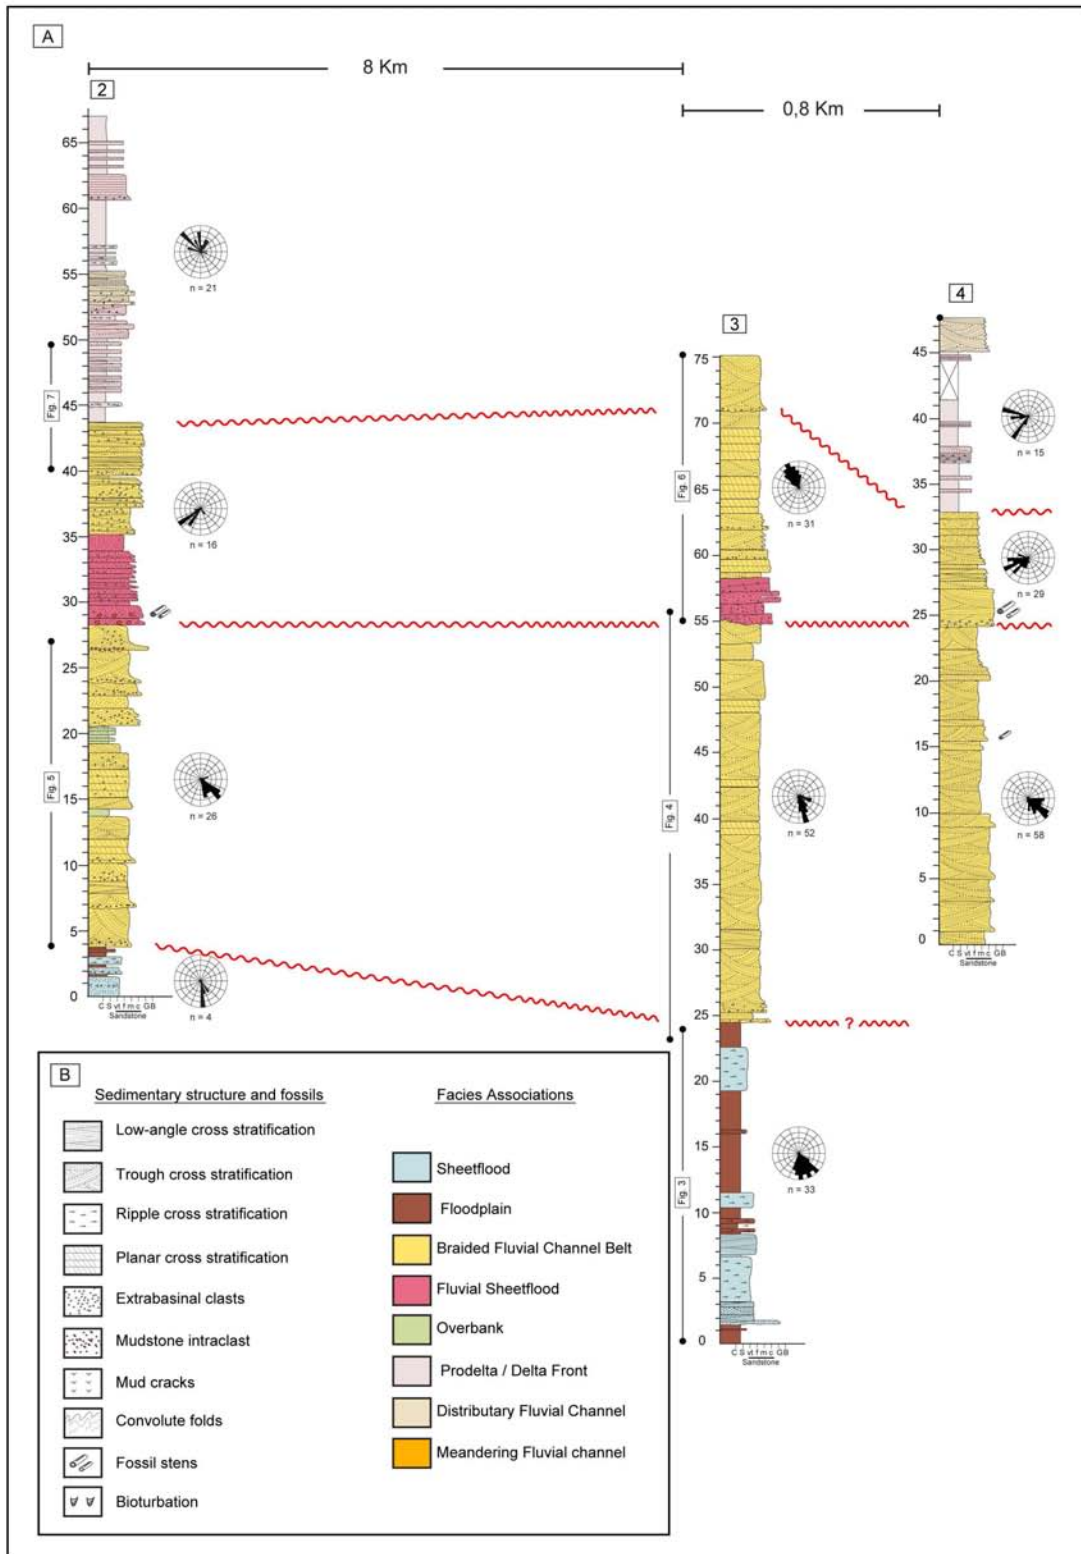 A
8 Km
0,8 Km
2
65
60
55
50
45
40
35
30
25
20
15
10
5
0
Fig. 7
Fig. 5
n = 21
n = 16
n = 26
n = 4
C S vf f m c GB
Sandstone
3
75
70
65
60
55
50
45
40
35
30
25
20
15
10
5
0
Fig. 6
Fig. 4
Fig. 3
n = 31
n = 52
n = 33
C S vf f m c GB
Sandstone
4
45
40
35
30
25
20
15
10
5
0
n = 15
n = 29
n = 58
?
C S vf f m c GB
Sandstone
B
Sedimentary structure and fossils
Low-angle cross stratification
Trough cross stratification
Ripple cross stratification
Planar cross stratification
Extrabasinal clasts
Mudstone intraclast
Mud cracks
Convolute folds
Fossil stens
Bioturbation
Facies Associations
Sheetflood
Floodplain
Braided Fluvial Channel Belt
Fluvial Sheetflood
Overbank
Prodelta / Delta Front
Distributary Fluvial Channel
Meandering Fluvial channel